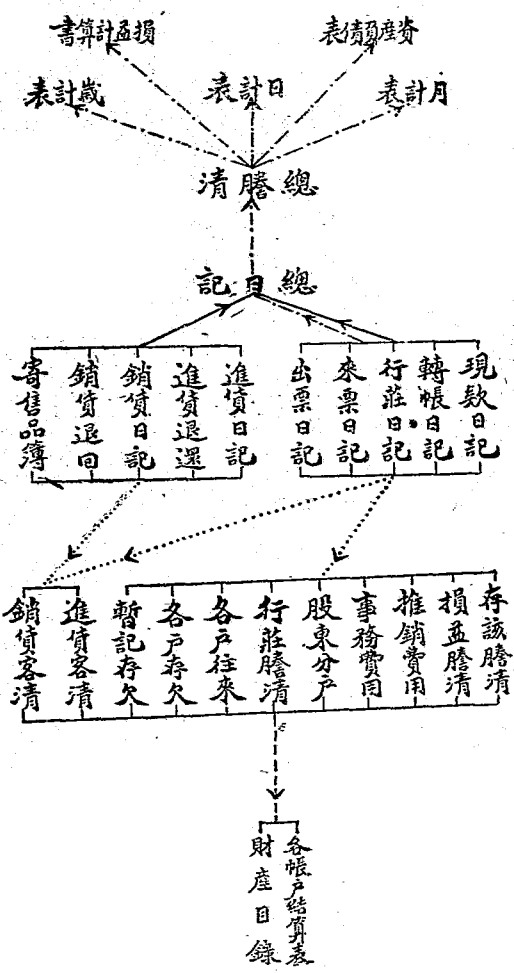 資產負債表
損益計算書
月計表
日計表
歲計表
總謄清
總日記
現款日記
轉帳日記
行莊日記
來票日記
出票日記
進貨日記
進貨退還
銷貨日記
銷貨退回
寄售品簿
存該謄清
損益謄清
推銷費用
事務費用
股東分戶
行莊謄清
各戶往來
各戶存欠
暫記存欠
進貨客清
銷貨客清
各帳戶結算表
財產目錄